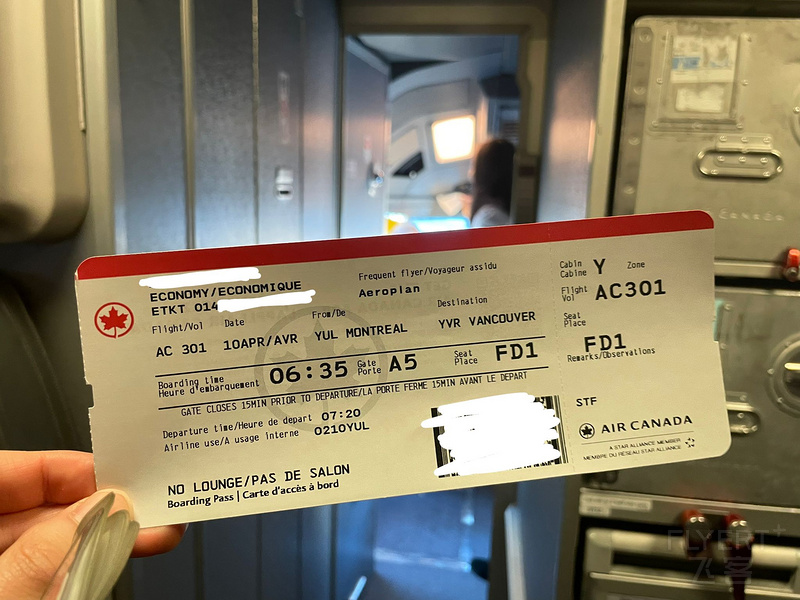 ECONOMY/ECONOMIQUE
ETKT 014
Frequent flyer/Voyageur assidu
Aeroplan
Flight/Vol Date From/De Destination
AC 301 10APR/AVR YUL MONTREAL YVR VANCOUVER
Boarding time
Heure d'embarquement 06:35 Gate
Porte A5 Seat
Place FD1
GATE CLOSES 15MIN PRIOR TO DEPARTURE/LA PORTE FERME 15MIN AVANT LE DEPART
Departure time/Heure de depart 07:20
Airline use/A usage interne 0210YUL
NO LOUNGE/PAS DE SALON
Boarding Pass | Carte d'accès à bord
Cabin
Cabine Y Zone
Flight
Vol AC301
Seat
Place
FD1
Remarks/Observations
STF
AIR CANADA
A STAR ALLIANCE MEMBER
MEMBRE DU RÉSEAU STAR ALLIANCE
CANADA
FLYERT+
飞客